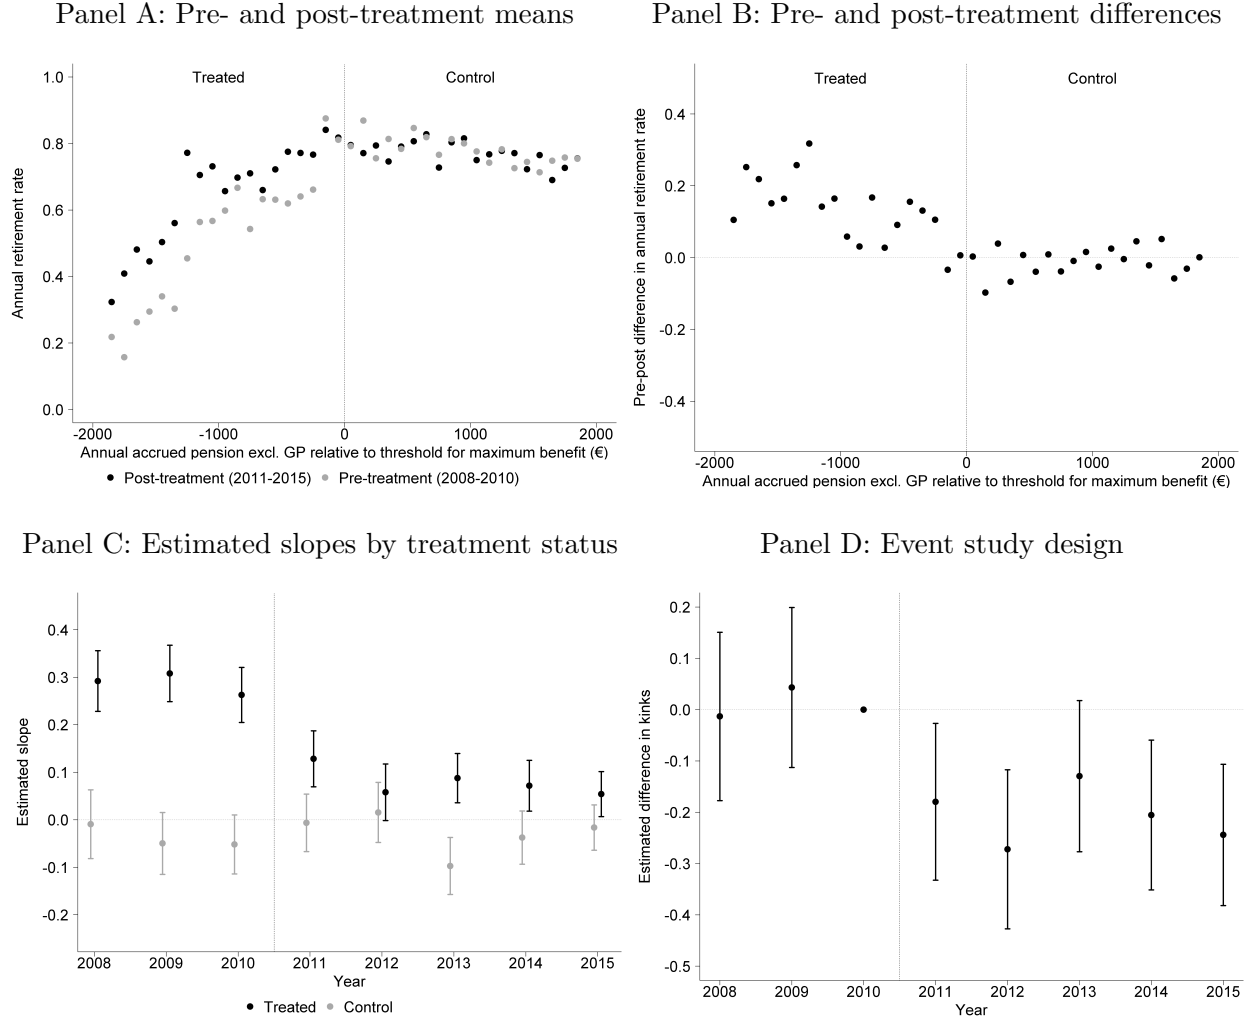 Panel A: Pre- and post-treatment means
Annual retirement rate
1.0
0.8
0.6
0.4
0.2
0.0
Treated
Control
-2000
-1000
0
1000
2000
Annual accrued pension excl. GP relative to threshold for maximum benefit (€)
Post-treatment (2011-2015)
Pre-treatment (2008-2010)
Panel B: Pre- and post-treatment differences
Pre-post difference in annual retirement rate
0.4
0.2
0.0
-0.2
-0.4
Treated
Control
-2000
-1000
0
1000
2000
Annual accrued pension excl. GP relative to threshold for maximum benefit (€)
Panel C: Estimated slopes by treatment status
Estimated slope
0.4
0.3
0.2
0.1
0.0
-0.1
-0.2
2008
2009
2010
2011
2012
2013
2014
2015
Year
Treated
Control
Panel D: Event study design
Estimated difference in kinks
0.2
0.1
0.0
-0.1
-0.2
-0.3
-0.4
-0.5
2008
2009
2010
2011
2012
2013
2014
2015
Year